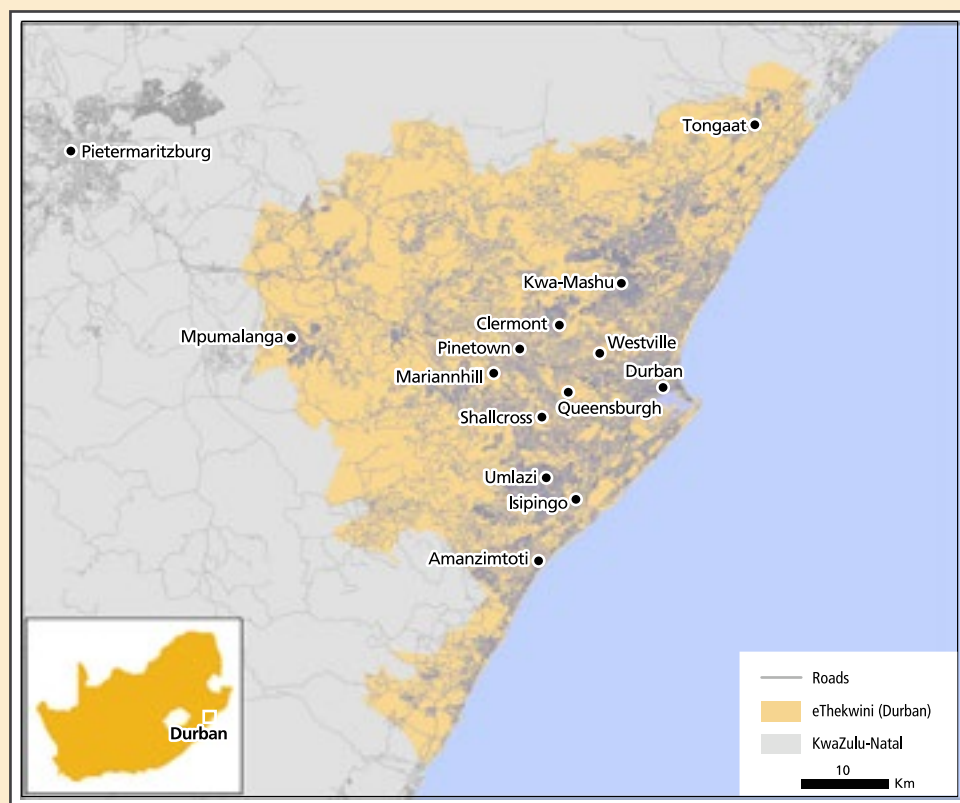 Tongaat
Pietermaritzburg
Kwa-Mashu
Clermont
Mpumalanga
Westville
Pinetown
Durban
Mariannhill
Queensburgh
Shallcross
Umlazi
Isipingo
Amanzimtoti
Durban
Roads
eThekwini (Durban)
KwaZulu-Natal
10
Km